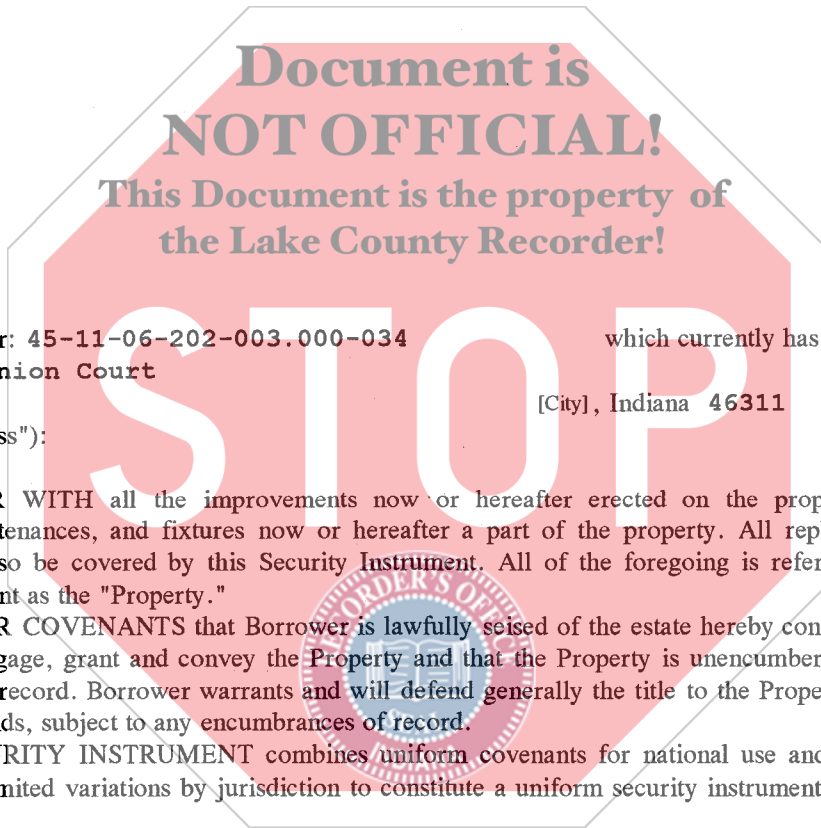 Document is
NOT OFFICIAL!
This Document is the property of
the Lake County Recorder!
STOP
r: 45-11-06-202-003.000-034 which currently has
nion Court
[City], Indiana 46311
ss"):
R WITH all the improvements now or hereafter erected on the prop
tenances, and fixtures now or hereafter a part of the property. All rep
so be covered by this Security Instrument. All of the foregoing is refer
nt as the "Property."
R COVENANTS that Borrower is lawfully seised of the estate hereby con
gage, grant and convey the Property and that the Property is unencumber
record. Borrower warrants and will defend generally the title to the Prope
ds, subject to any encumbrances of record.
URITY INSTRUMENT combines uniform covenants for national use and
mited variations by jurisdiction to constitute a uniform security instrument
RECORDER'S OFFICE
INDIANA